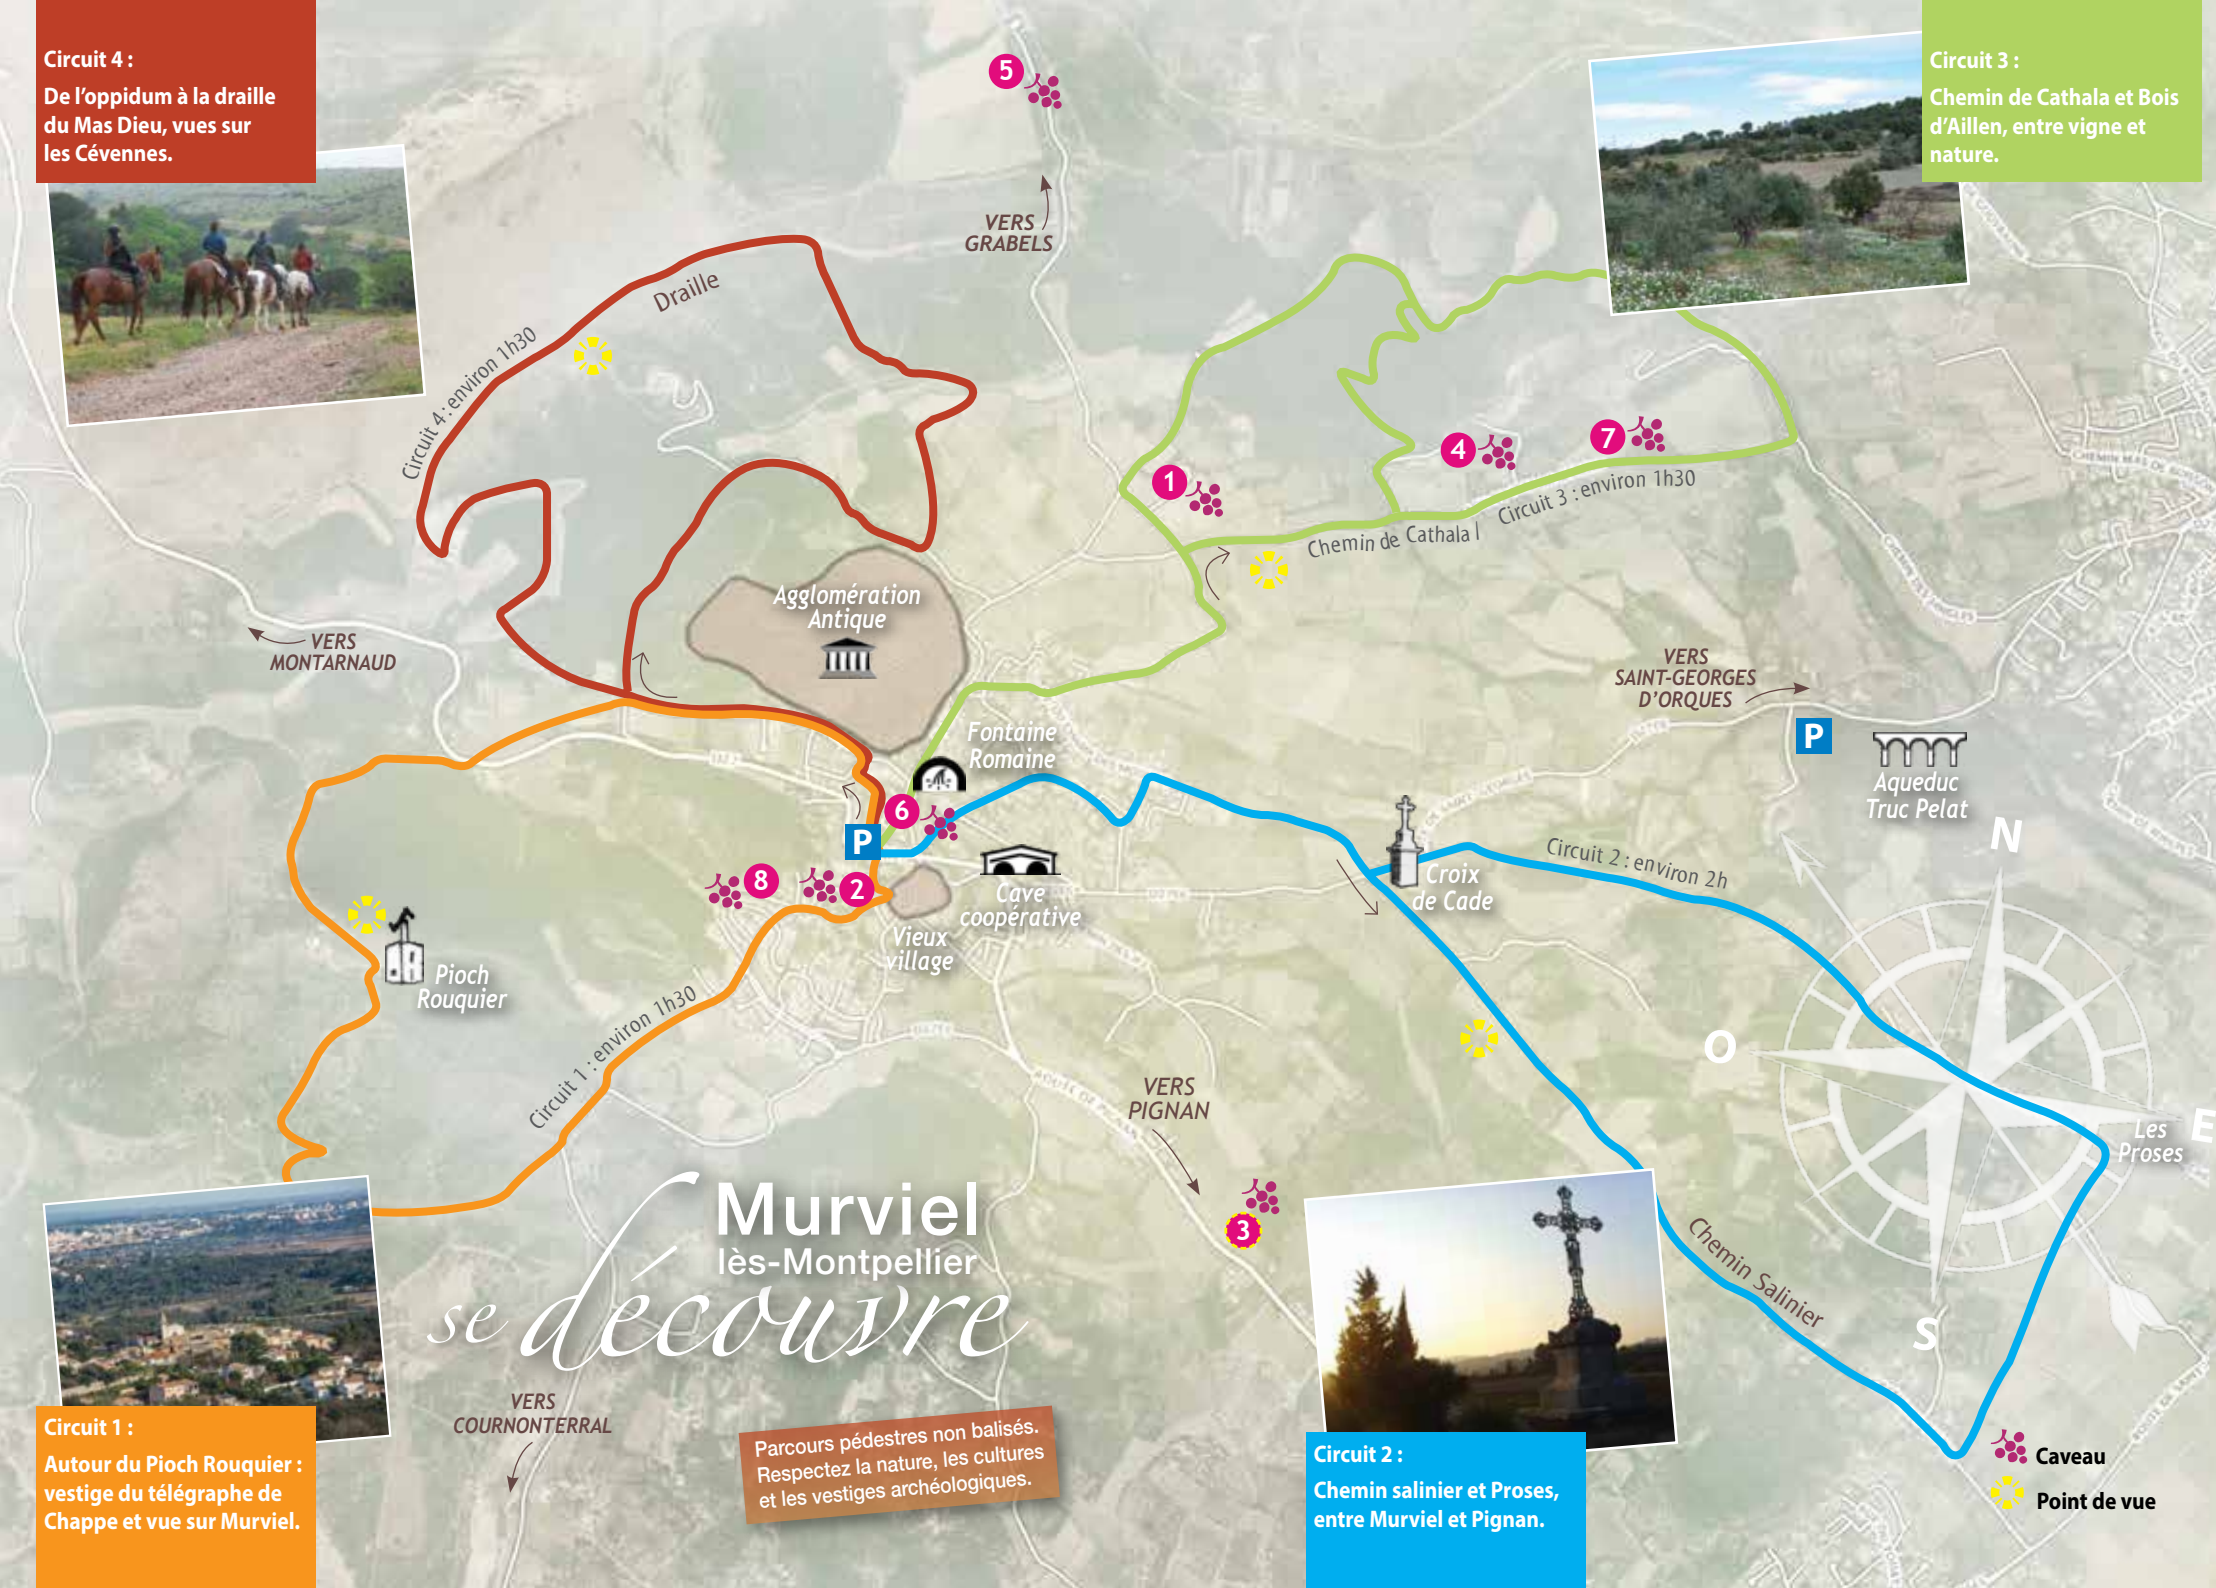 Circuit 4 :
De l'oppidum à la draille
du Mas Dieu, vues sur
les Cévennes.
Circuit 3 :
Chemin de Cathala et Bois
d'Aillen, entre vigne et
nature.
5
VERS
GRABELS
Draille
Circuit 4 : environ 1h30
1
4
7
Circuit 3 : environ 1h30
Chemin de Cathala
Agglomération
Antique
VERS
MONTARNAUD
VERS
SAINT-GEORGES
D'ORQUES
P
Aqueduc
Truc Pelat
Fontaine
Romaine
6
P
N
Circuit 2 : environ 2h
Croix
de Cade
Cave
coopérative
8
2
Vieux
village
Pioch
Rouquier
Circuit 1 : environ 1h30
O
E
Les
Proses
VERS
PIGNAN
3
Murviel
lès-Montpellier
se découvre
Chemin Salinier
S
VERS
COURNONTERRAL
Parcours pédestres non balisés.
Respectez la nature, les cultures
et les vestiges archéologiques.
Circuit 1 :
Autour du Pioch Rouquier :
vestige du télégraphe de
Chappe et vue sur Murviel.
Circuit 2 :
Chemin salinier et Proses,
entre Murviel et Pignan.
Caveau
Point de vue